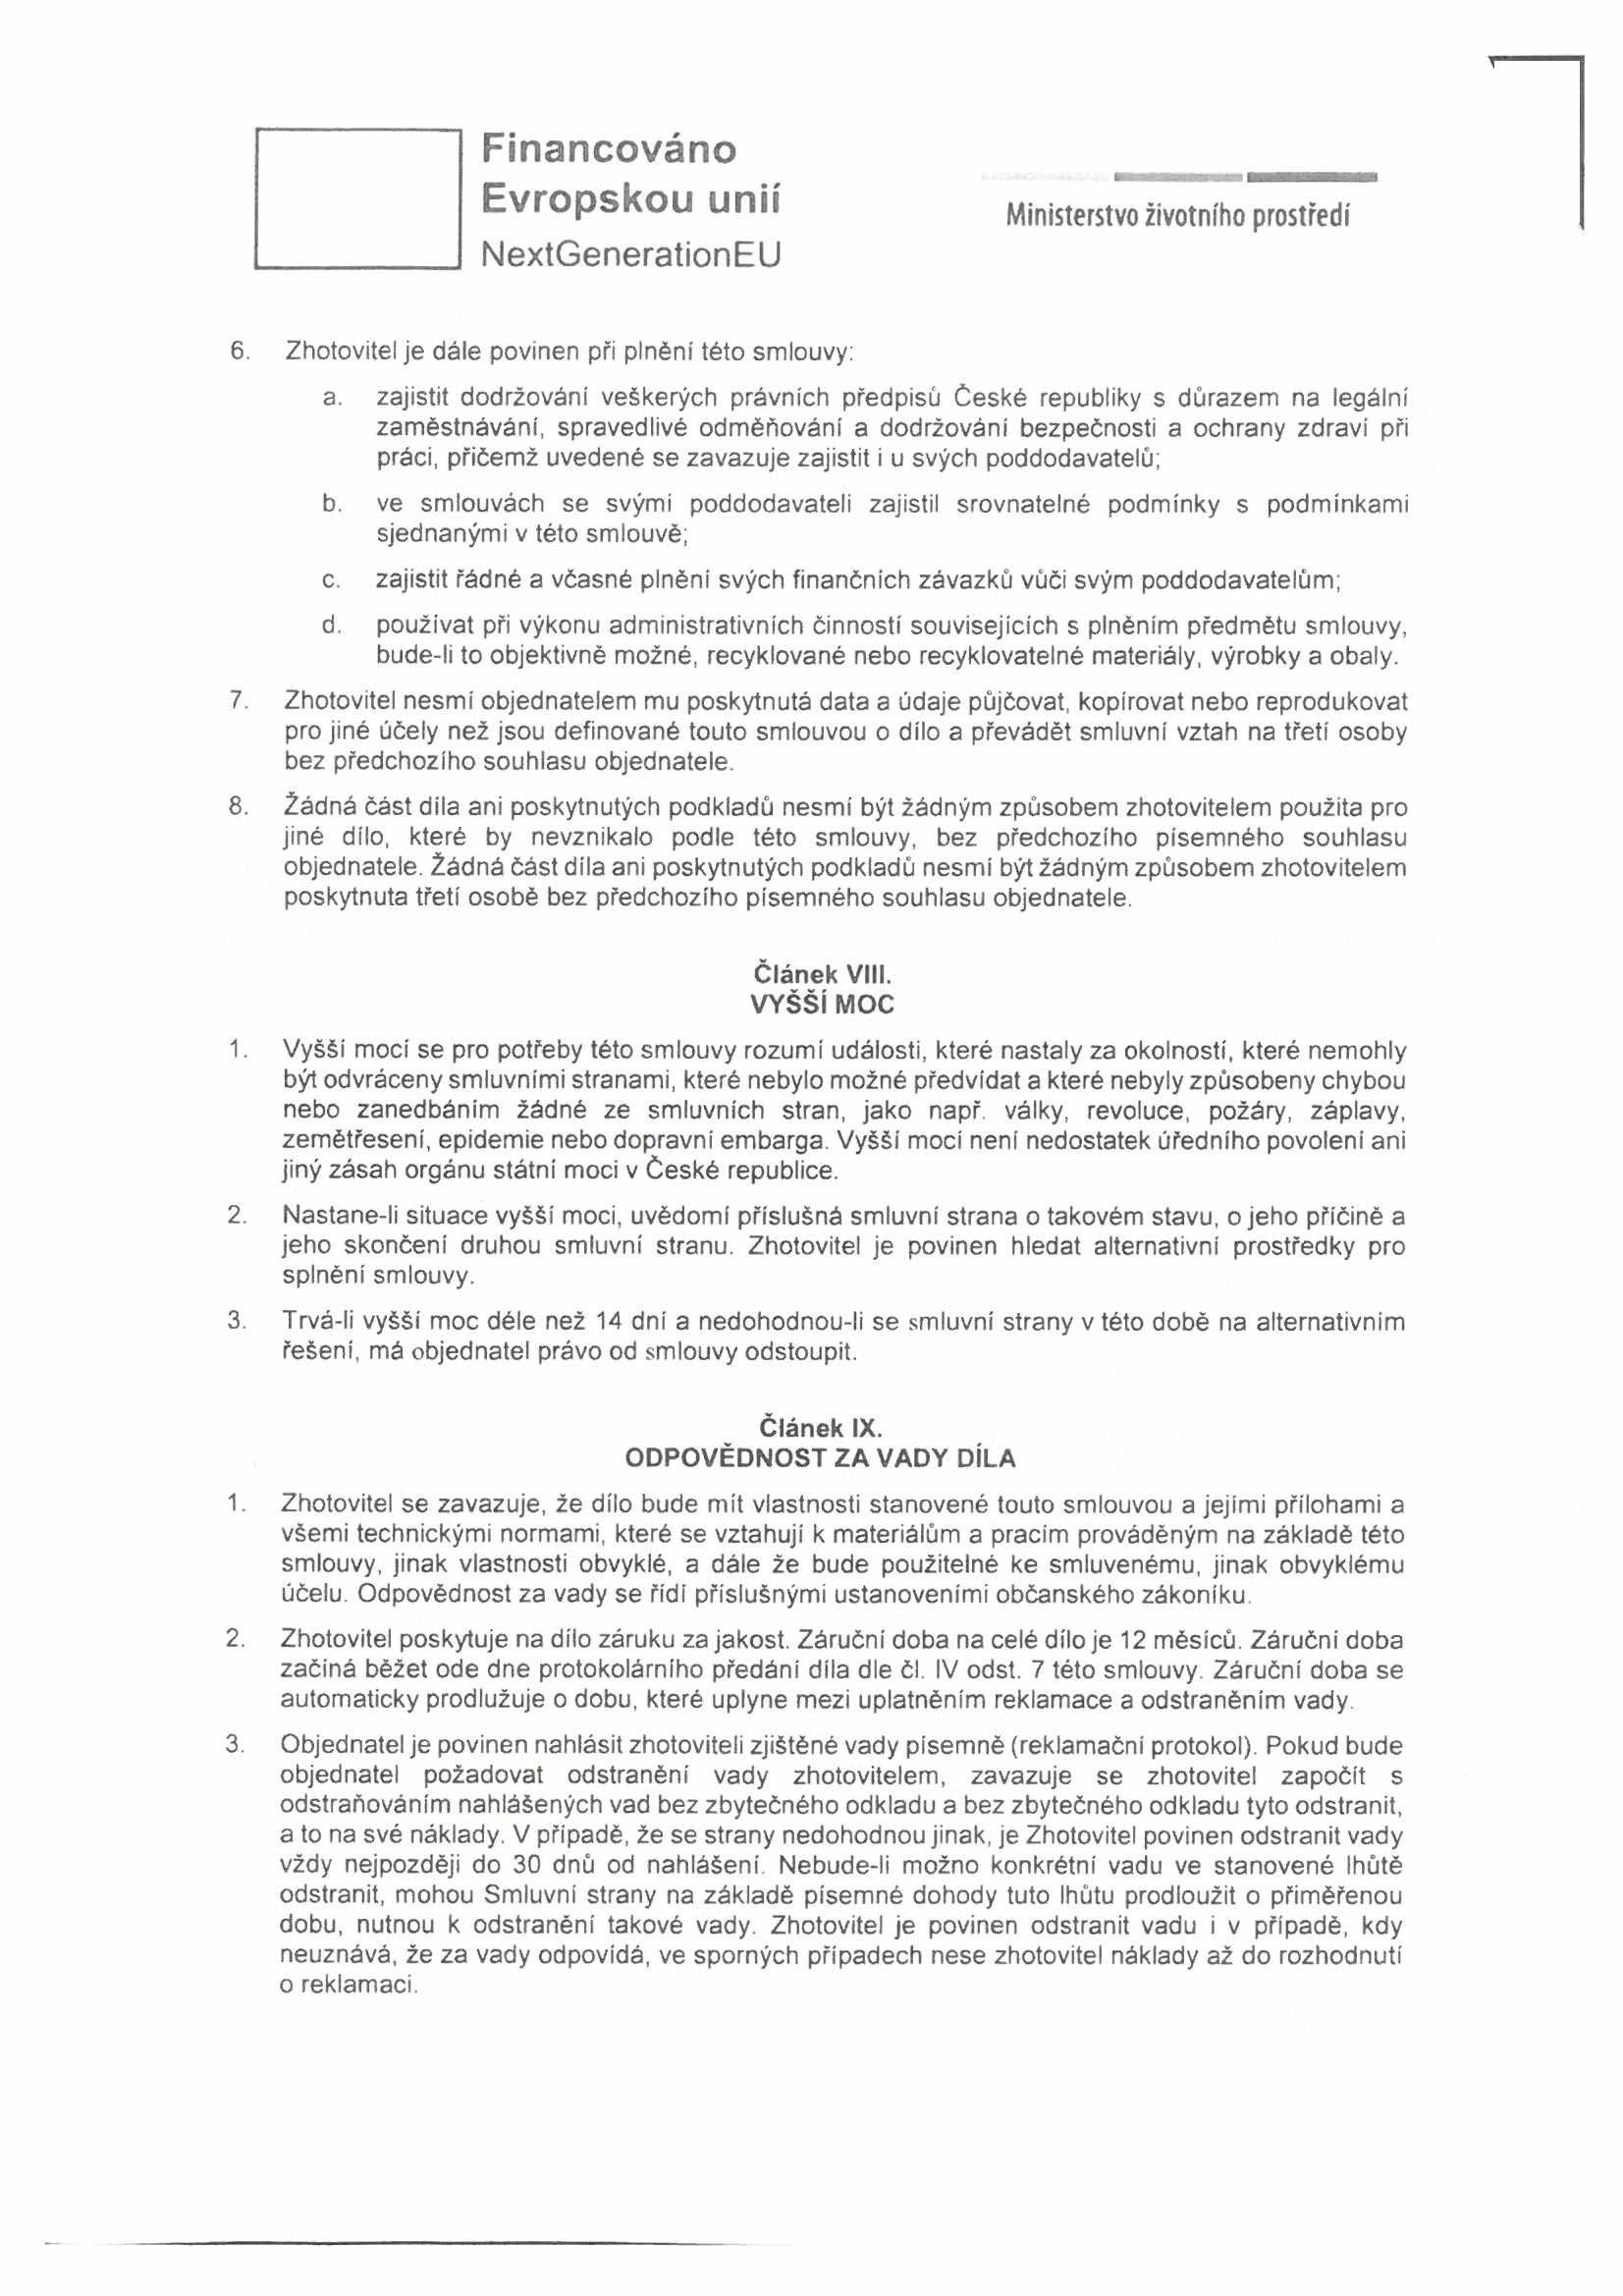 Financováno
Evropskou unií
NextGenerationEU
Ministerstvo životního prostředí
6. Zhotovitel je dále povinen při plnění této smlouvy:
a. zajistit dodržování veškerých právních předpisů České republiky s důrazem na legální
zaměstnávání, spravedlivé odměňování a dodržování bezpečnosti a ochrany zdraví při
práci, přičemž uvedené se zavazuje zajistit i u svých poddodavatelů;
b. ve smlouvách se svými poddodavateli zajistil srovnatelné podmínky s podmínkami
sjednanými v této smlouvě;
c. zajistit řádné a včasné plnění svých finančních závazků vůči svým poddodavatelům;
d. používat při výkonu administrativních činností souvisejících s plněním předmětu smlouvy,
bude-li to objektivně možné, recyklované nebo recyklovatelné materiály, výrobky a obaly.
7. Zhotovitel nesmí objednatelem mu poskytnutá data a údaje půjčovat, kopírovat nebo reprodukovat
pro jiné účely než jsou definované touto smlouvou o dílo a převádět smluvní vztah na třetí osoby
bez předchozího souhlasu objednatele.
8. Žádná část díla ani poskytnutých podkladů nesmí být žádným způsobem zhotovitelem použita pro
jiné dílo, které by nevznikalo podle této smlouvy, bez předchozího písemného souhlasu
objednatele. Žádná část díla ani poskytnutých podkladů nesmí být žádným způsobem zhotovitelem
poskytnuta třetí osobě bez předchozího písemného souhlasu objednatele.
Článek VIII.
VYŠŠÍ MOC
1. Vyšší mocí se pro potřeby této smlouvy rozumí události, které nastaly za okolností, které nemohly
být odvráceny smluvními stranami, které nebylo možné předvídat a které nebyly způsobeny chybou
nebo zanedbáním žádné ze smluvních stran, jako např. války, revoluce, požáry, záplavy,
zemětřesení, epidemie nebo dopravní embarga. Vyšší mocí není nedostatek úředního povolení ani
jiný zásah orgánu státní moci v České republice.
2. Nastane-li situace vyšší moci, uvědomí příslušná smluvní strana o takovém stavu, o jeho příčině a
jeho skončení druhou smluvní stranu. Zhotovitel je povinen hledat alternativní prostředky pro
splnění smlouvy.
3. Trvá-li vyšší moc déle než 14 dní a nedohodnou-li se smluvní strany v této době na alternativním
řešení, má objednatel právo od smlouvy odstoupit.
Článek IX.
ODPOVĚDNOST ZA VADY DÍLA
1. Zhotovitel se zavazuje, že dílo bude mít vlastnosti stanovené touto smlouvou a jejími přílohami a
všemi technickými normami, které se vztahují k materiálům a pracím prováděným na základě této
smlouvy, jinak vlastnosti obvyklé, a dále že bude použitelné ke smluvenému, jinak obvyklému
účelu. Odpovědnost za vady se řídí příslušnými ustanoveními občanského zákoníku.
2. Zhotovitel poskytuje na dílo záruku za jakost. Záruční doba na celé dílo je 12 měsíců. Záruční doba
začíná běžet ode dne protokolárního předání díla dle čl. IV odst. 7 této smlouvy. Záruční doba se
automaticky prodlužuje o dobu, které uplyne mezi uplatněním reklamace a odstraněním vady.
3. Objednatel je povinen nahlásit zhotoviteli zjištěné vady písemně (reklamační protokol). Pokud bude
objednatel požadovat odstranění vady zhotovitelem, zavazuje se zhotovitel započít s
odstraňováním nahlášených vad bez zbytečného odkladu a bez zbytečného odkladu tyto odstranit,
a to na své náklady. V případě, že se strany nedohodnou jinak, je Zhotovitel povinen odstranit vady
vždy nejpozději do 30 dnů od nahlášení. Nebude-li možno konkrétní vadu ve stanovené lhůtě
odstranit, mohou Smluvní strany na základě písemné dohody tuto lhůtu prodloužit o přiměřenou
dobu, nutnou k odstranění takové vady. Zhotovitel je povinen odstranit vadu i v případě, kdy
neuznává, že za vady odpovídá, ve sporných případech nese zhotovitel náklady až do rozhodnutí
o reklamaci.